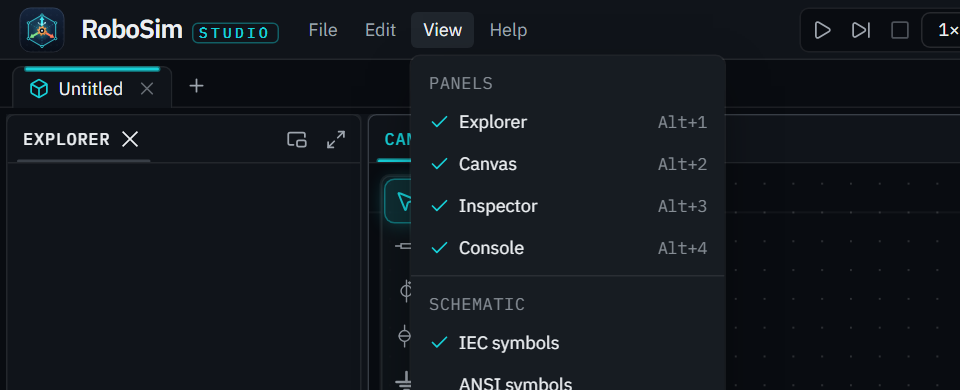 RoboSim STUDIO File Edit View Help 1×
Untitled
PANELS
EXPLORER
Explorer Alt+1
Canvas Alt+2
Inspector Alt+3
Console Alt+4
SCHEMATIC
IEC symbols
ANSI symbols